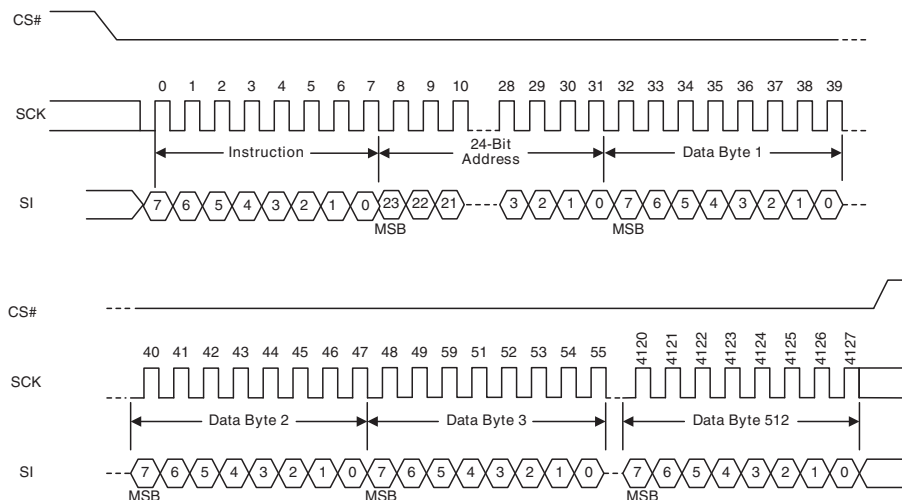 CS#
0 1 2 3 4 5 6 7 8 9 10 28 29 30 31 32 33 34 35 36 37 38 39
SCK
Instruction 24-Bit Address Data Byte 1
SI 7 6 5 4 3 2 1 0 23 22 21 3 2 1 0 7 6 5 4 3 2 1 0
MSB MSB
CS#
40 41 42 43 44 45 46 47 48 49 59 51 52 53 54 55 4120 4121 4122 4123 4124 4125 4126 4127
SCK
Data Byte 2 Data Byte 3 Data Byte 512
SI 7 6 5 4 3 2 1 0 7 6 5 4 3 2 1 0 7 6 5 4 3 2 1 0
MSB MSB MSB